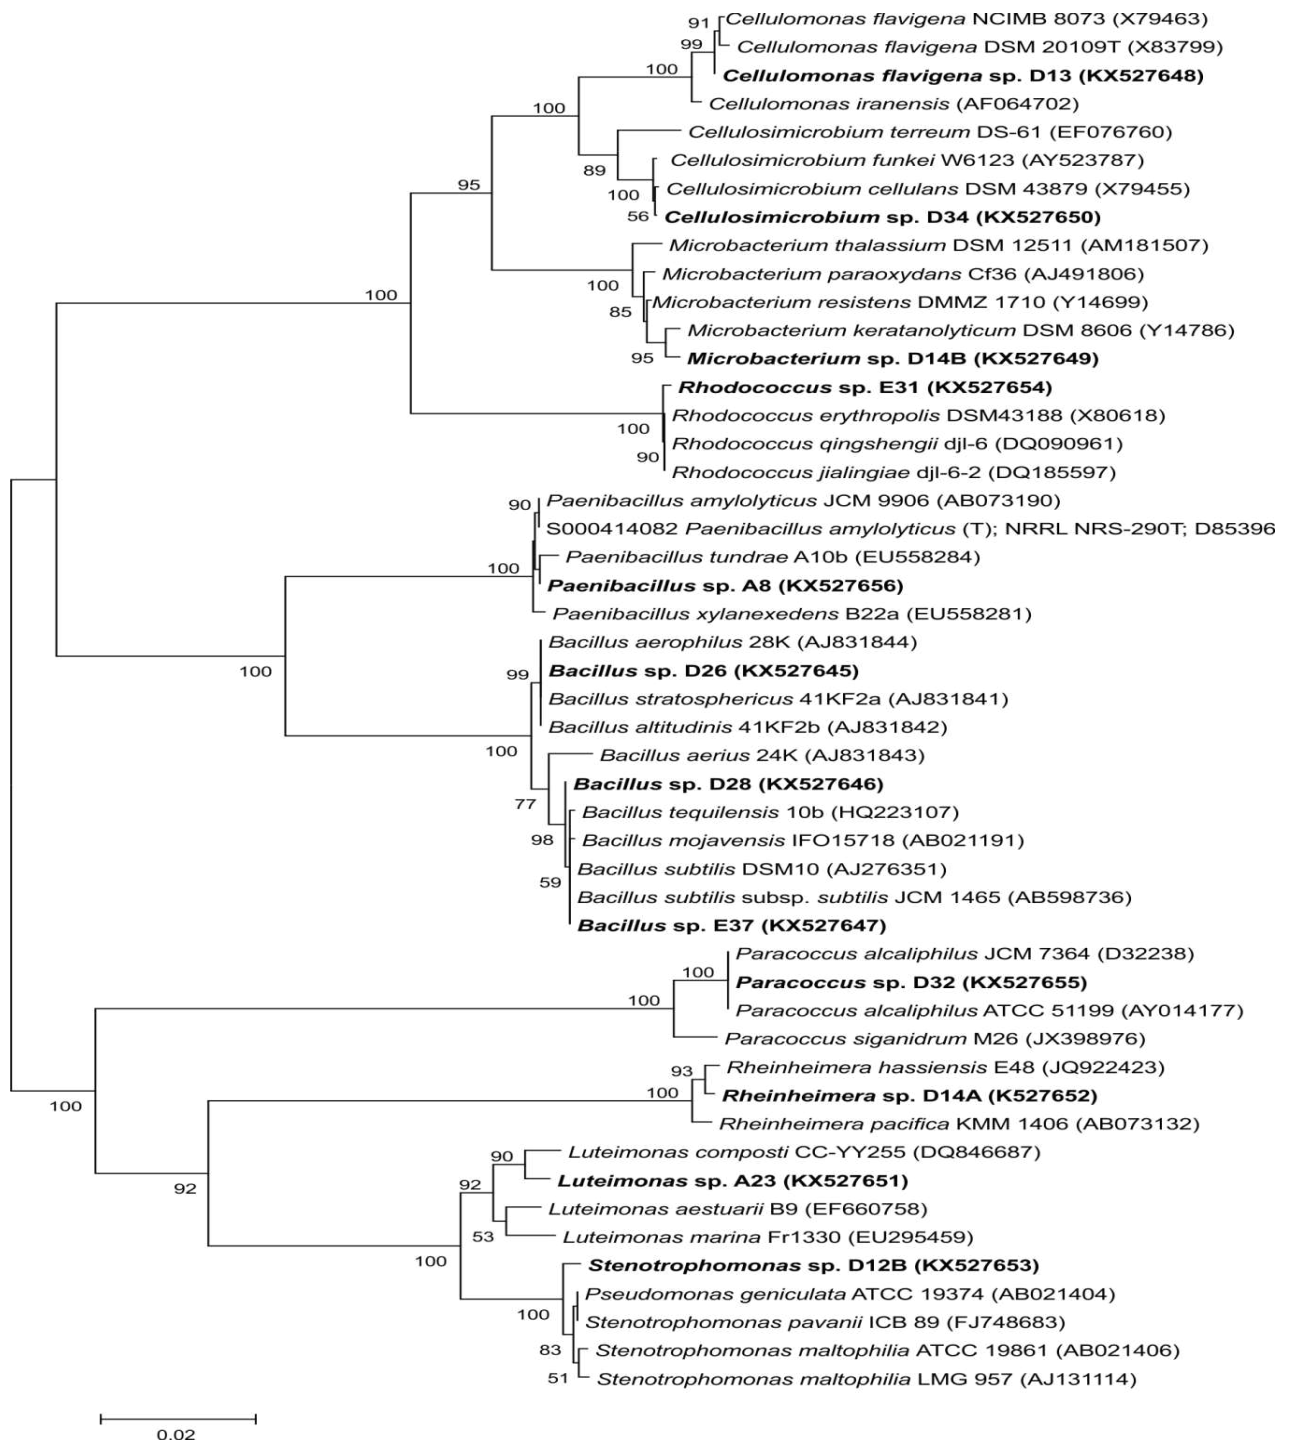 91 Cellulomonas flavigena NCIMB 8073 (X79463)
99 Cellulomonas flavigena DSM 20109T (X83799)
100 Cellulomonas flavigena sp. D13 (KX527648)
Cellulomonas iranensis (AF064702)
100
Cellulosimicrobium terreum DS-61 (EF076760)
Cellulosimicrobium funkei W6123 (AY523787)
89
95 Cellulosimicrobium cellulans DSM 43879 (X79455)
100
56 Cellulosimicrobium sp. D34 (KX527650)
Microbacterium thalassium DSM 12511 (AM181507)
Microbacterium paraoxydans Cf36 (AJ491806)
100
100 Microbacterium resistens DMMZ 1710 (Y14699)
85
Microbacterium keratanolyticum DSM 8606 (Y14786)
95 Microbacterium sp. D14B (KX527649)
Rhodococcus sp. E31 (KX527654)
Rhodococcus erythropolis DSM43188 (X80618)
100
Rhodococcus qingshengii djl-6 (DQ090961)
90
Rhodococcus jialingiae djl-6-2 (DQ185597)
90 Paenibacillus amylolyticus JCM 9906 (AB073190)
S000414082 Paenibacillus amylolyticus (T); NRRL NRS-290T; D85396
Paenibacillus tundrae A10b (EU558284)
100
Paenibacillus sp. A8 (KX527656)
Paenibacillus xylanexedens B22a (EU558281)
Bacillus aerophilus 28K (AJ831844)
100 99 Bacillus sp. D26 (KX527645)
Bacillus stratosphericus 41KF2a (AJ831841)
Bacillus altitudinis 41KF2b (AJ831842)
100
Bacillus aerius 24K (AJ831843)
Bacillus sp. D28 (KX527646)
77
Bacillus tequilensis 10b (HQ223107)
98 Bacillus mojavensis IFO15718 (AB021191)
Bacillus subtilis DSM10 (AJ276351)
59
Bacillus subtilis subsp. subtilis JCM 1465 (AB598736)
Bacillus sp. E37 (KX527647)
Paracoccus alcaliphilus JCM 7364 (D32238)
100
Paracoccus sp. D32 (KX527655)
100
Paracoccus alcaliphilus ATCC 51199 (AY014177)
Paracoccus siganidrum M26 (JX398976)
93 Rheinheimera hassiensis E48 (JQ922423)
100 Rheinheimera sp. D14A (K527652)
100
Rheinheimera pacifica KMM 1406 (AB073132)
90 Luteimonas composti CC-YY255 (DQ846687)
92 92 Luteimonas sp. A23 (KX527651)
Luteimonas aestuarii B9 (EF660758)
53 Luteimonas marina Fr1330 (EU295459)
100 Stenotrophomonas sp. D12B (KX527653)
Pseudomonas geniculata ATCC 19374 (AB021404)
100
Stenotrophomonas pavanii ICB 89 (FJ748683)
83 Stenotrophomonas maltophilia ATCC 19861 (AB021406)
51 Stenotrophomonas maltophilia LMG 957 (AJ131114)
0.02